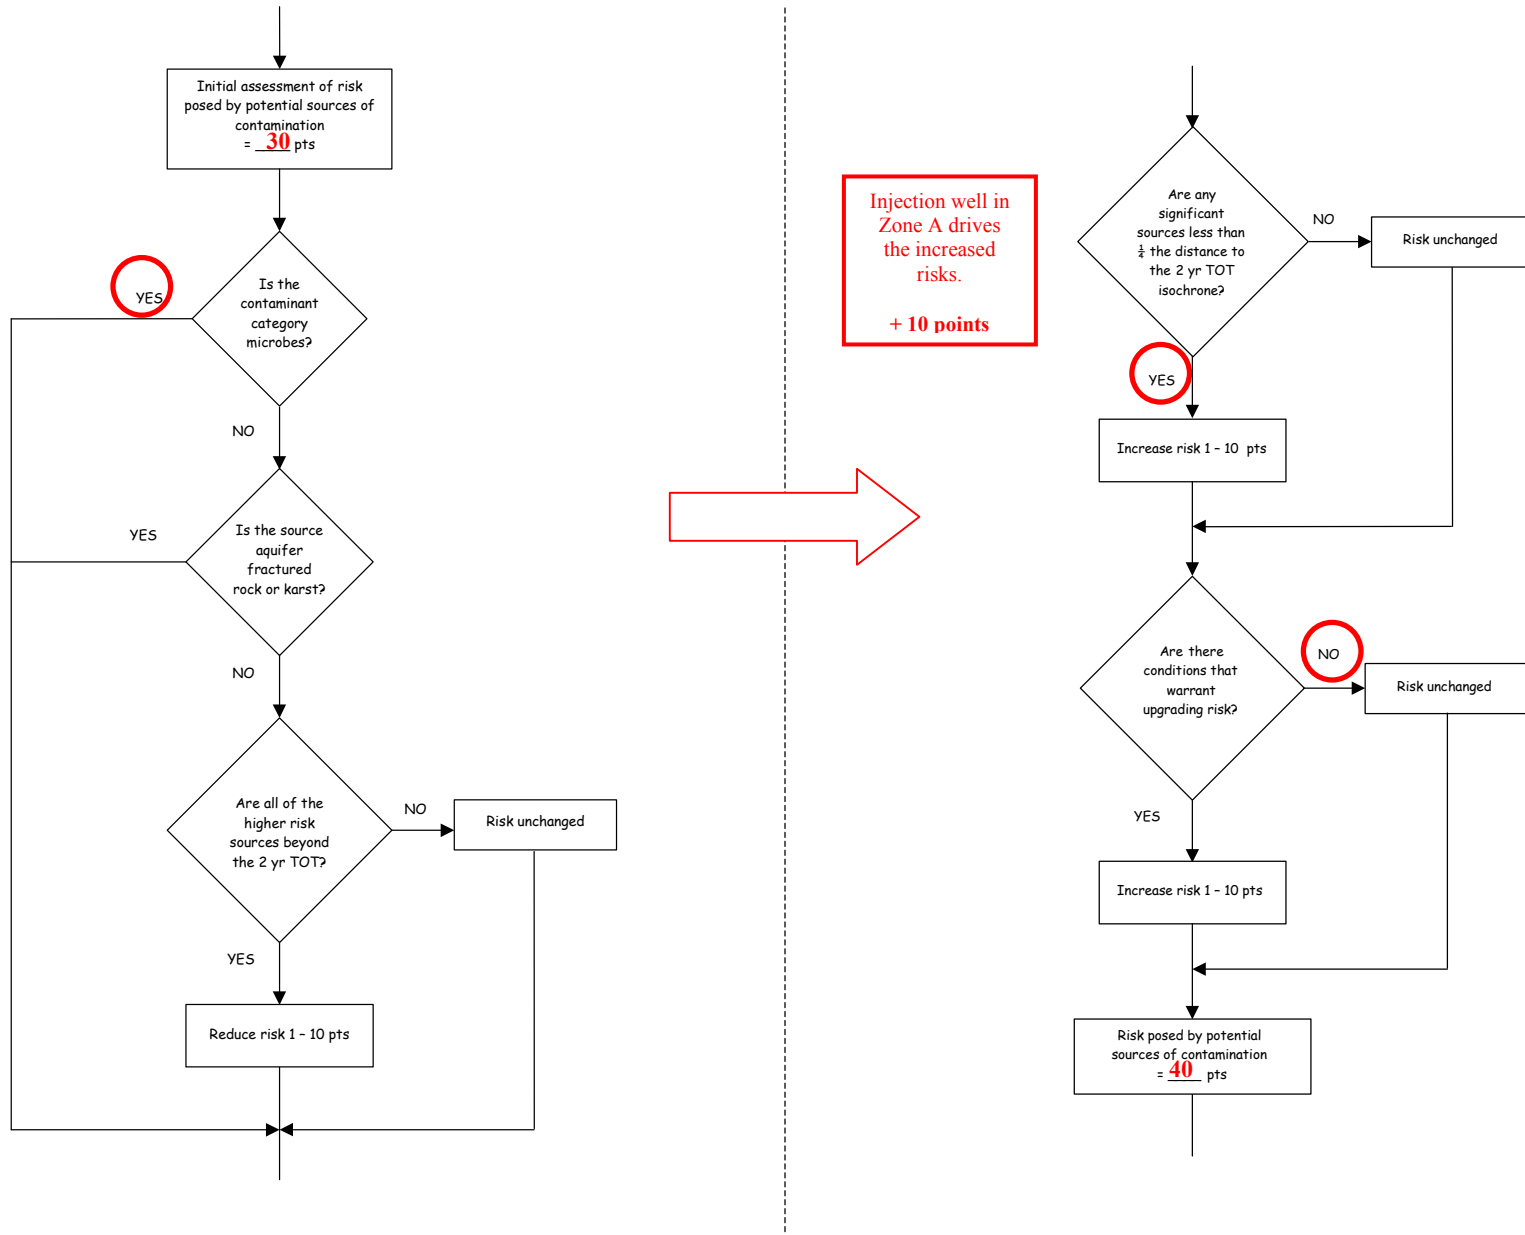 Initial assessment of risk
posed by potential sources of
contamination
= 30 pts
Is the
contaminant
category
microbes?
YES
NO
Is the source
aquifer
fractured
rock or karst?
YES
NO
Are all of the
higher risk
sources beyond
the 2 yr TOT?
NO
Risk unchanged
YES
Reduce risk 1 – 10 pts
Injection well in
Zone A drives
the increased
risks.
+ 10 points
Are any
significant
sources less than
¼ the distance to
the 2 yr TOT
isochrone?
NO
Risk unchanged
YES
Increase risk 1 – 10 pts
Are there
conditions that
warrant
upgrading risk?
NO
Risk unchanged
YES
Increase risk 1 – 10 pts
Risk posed by potential
sources of contamination
= 40 pts